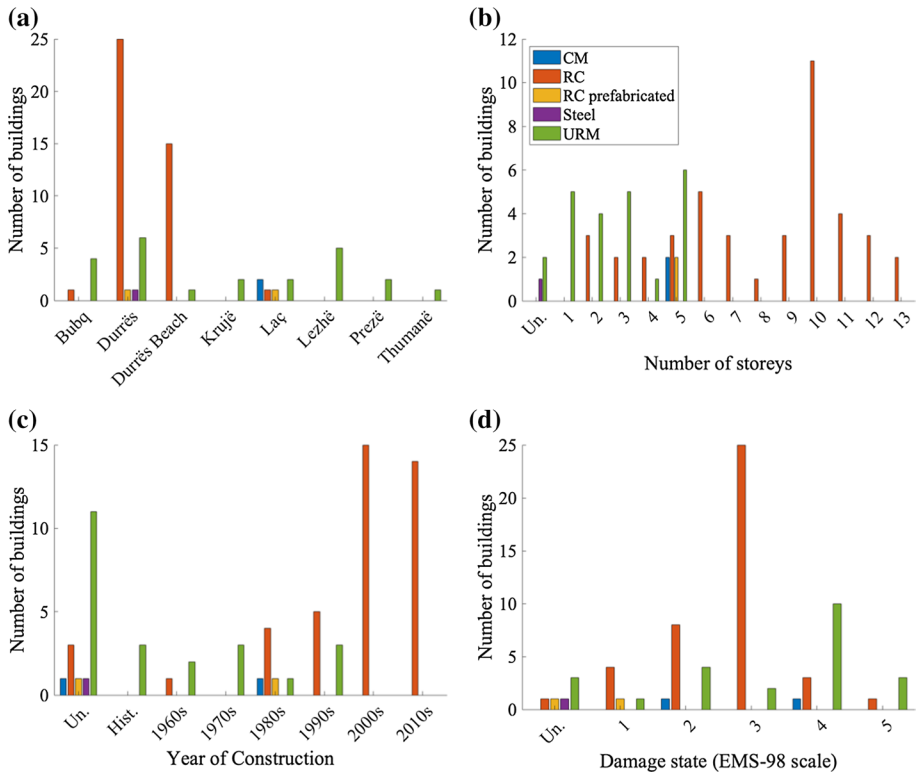 (a)
25
20
15
10
5
0
Number of buildings
Bubq
Durrës
Durrës Beach
Krujë
Laç
Lezhë
Prezë
Thumanë
(b)
12
10
8
6
4
2
0
Number of buildings
CM
RC
RC prefabricated
Steel
URM
Un. 1 2 3 4 5 6 7 8 9 10 11 12 13
Number of storeys
(c)
15
10
5
0
Number of buildings
Un. Hist. 1960s 1970s 1980s 1990s 2000s 2010s
Year of Construction
(d)
25
20
15
10
5
0
Number of buildings
Un. 1 2 3 4 5
Damage state (EMS-98 scale)